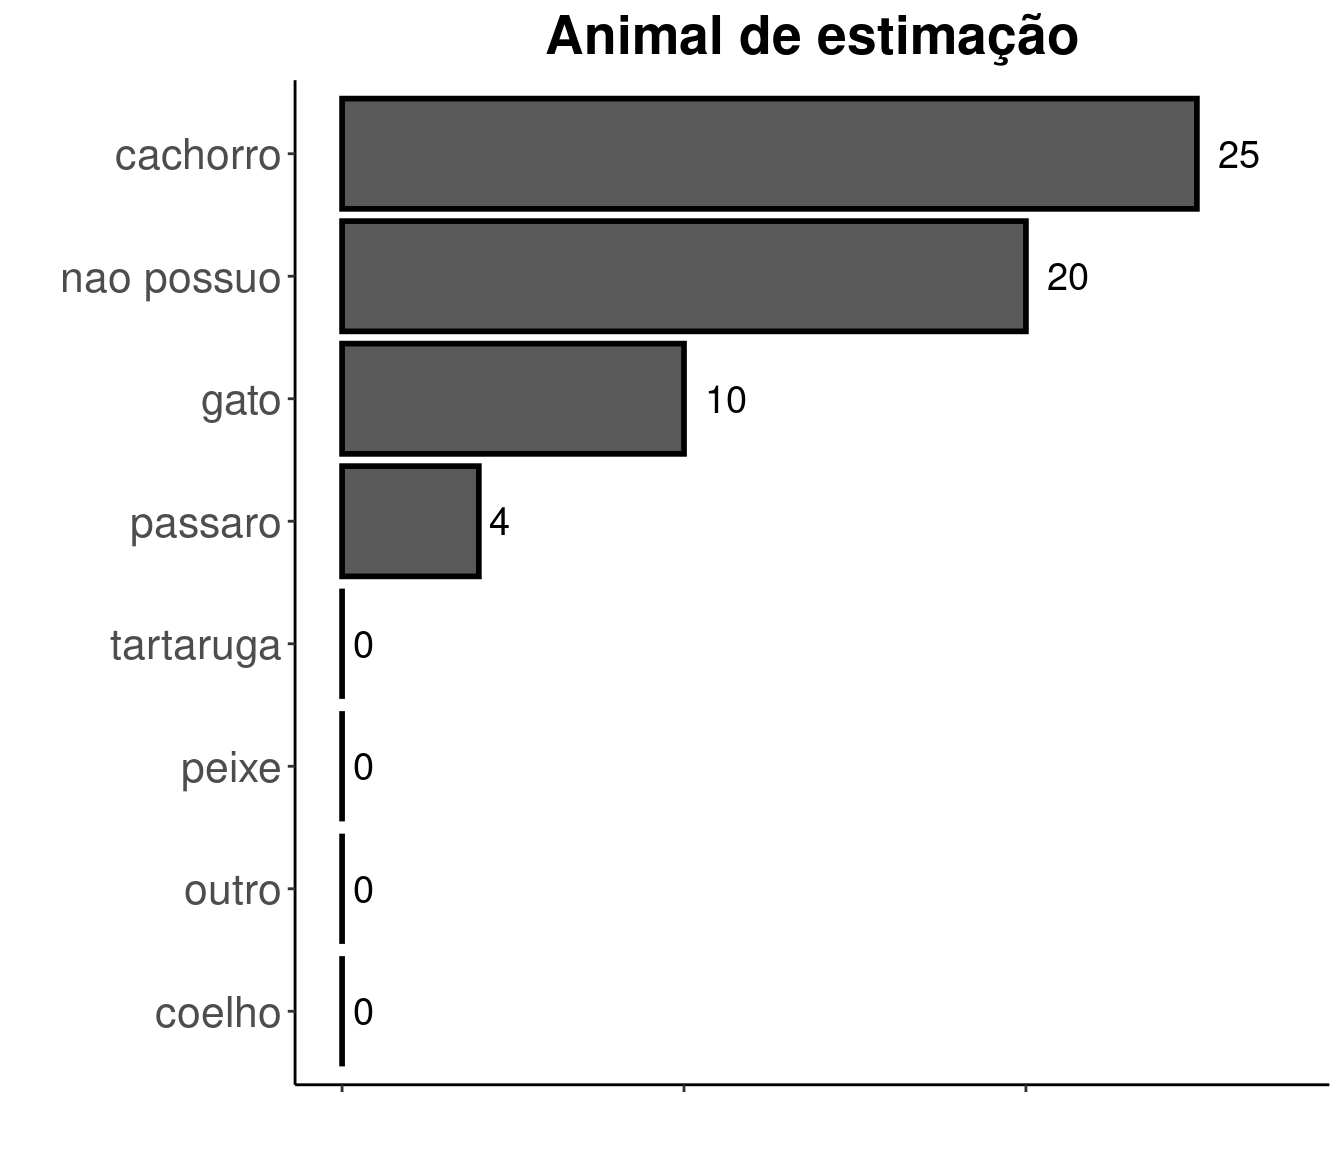 Animal de estimação
cachorro 25
nao possuo 20
gato 10
passaro 4
tartaruga 0
peixe 0
outro 0
coelho 0